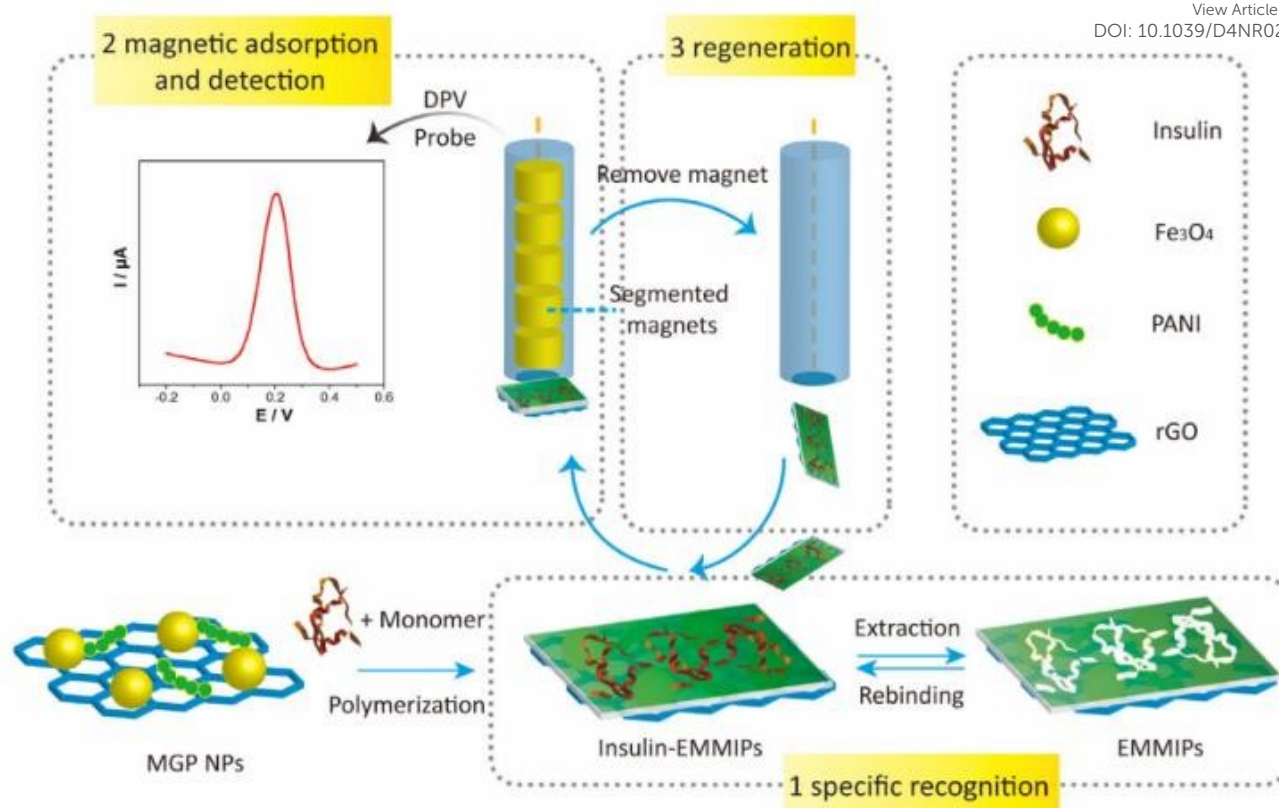 View Article
DOI: 10.1039/D4NR02
2 magnetic adsorption
and detection
3 regeneration
DPV
Probe
I / µA
-0.2 0.0 0.2 0.4 0.6
E / V
Remove magnet
Segmented
magnets
Insulin
Fe₃O₄
PANI
rGO
+ Monomer
Polymerization
MGP NPs
Extraction
Rebinding
Insulin-EMMIPs
EMMIPs
1 specific recognition